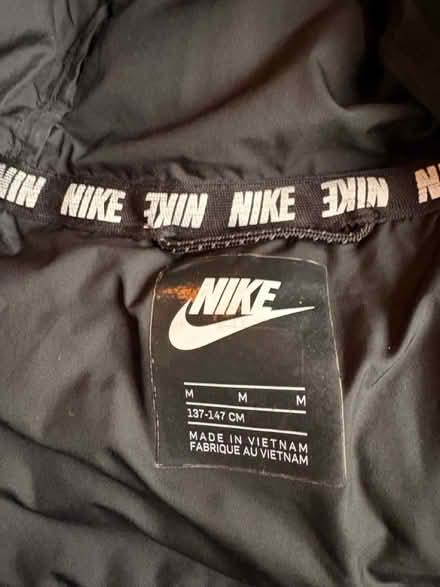 NIKE NIKE NIKE NIKE NIKE N
NIKE
M M M
137-147 CM
MADE IN VIETNAM
FABRIQUE AU VIETNAM